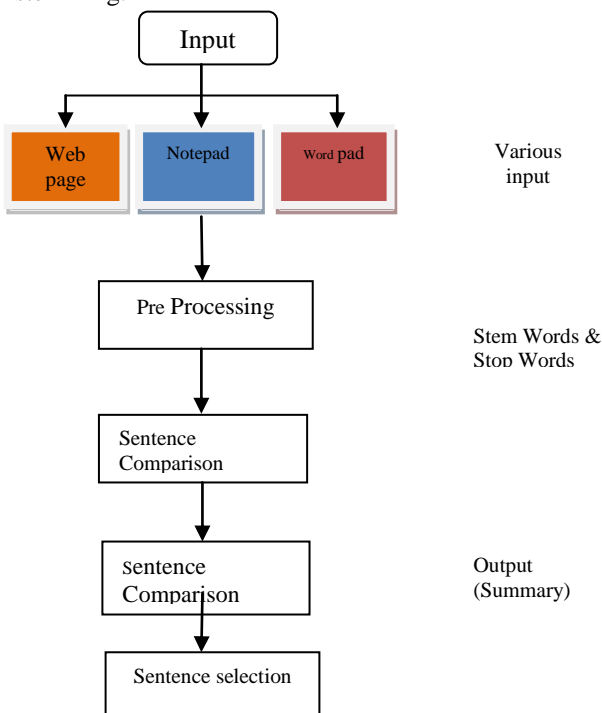 Input
Web
page
Notepad
Word pad
Various
input
Pre Processing
Stem Words &
Stop Words
Sentence
Comparison
Sentence
Comparison
Output
(Summary)
Sentence selection